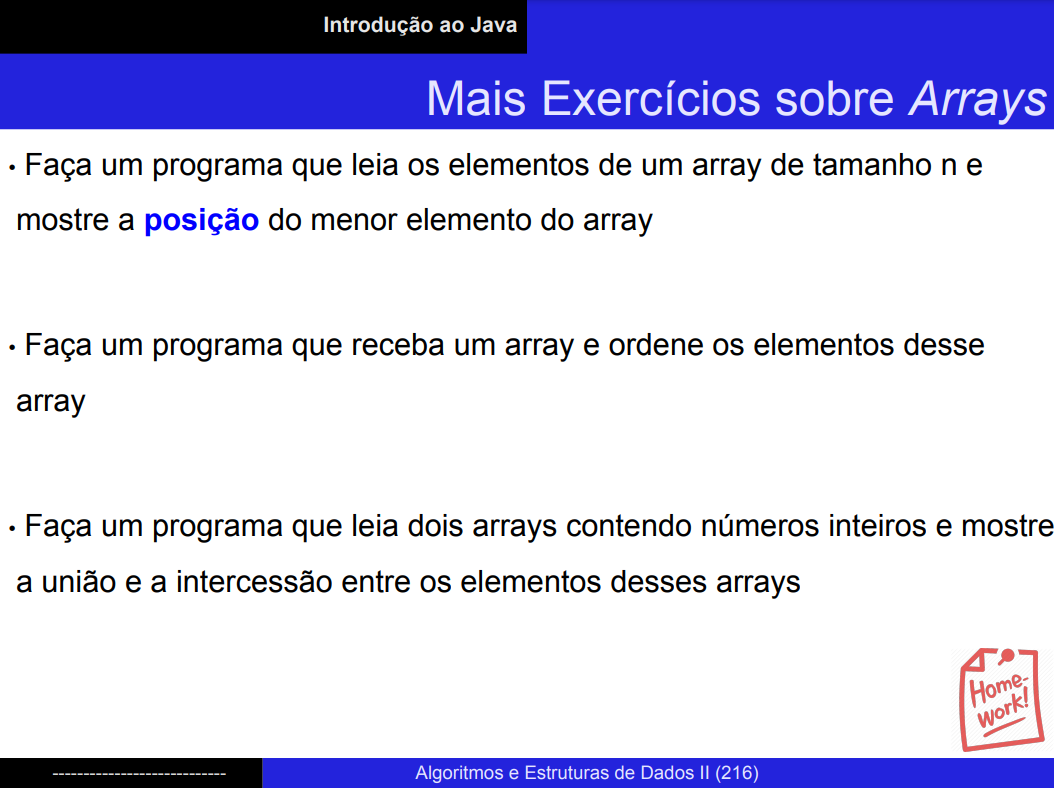 Introdução ao Java
Mais Exercícios sobre Arrays
• Faça um programa que leia os elementos de um array de tamanho n e
mostre a posição do menor elemento do array
• Faça um programa que receba um array e ordene os elementos desse
array
• Faça um programa que leia dois arrays contendo números inteiros e mostre
a união e a intercessão entre os elementos desses arrays
Home-
work!
---------------------------- Algoritmos e Estruturas de Dados II (216)